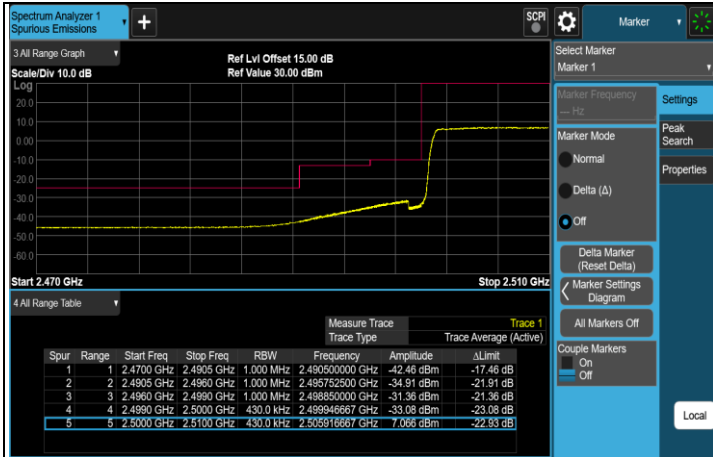 Spectrum Analyzer 1
Spurious Emissions
+
SCPI
Marker
3 All Range Graph
Ref Lvl Offset 15.00 dB
Scale/Div 10.0 dB
Ref Value 30.00 dBm
Log
20.0
10.0
0.00
-10.0
-20.0
-30.0
-40.0
-50.0
-60.0
Start 2.470 GHz
Stop 2.510 GHz
4 All Range Table
Measure Trace Trace 1
Trace Type Trace Average (Active)
Spur Range Start Freq Stop Freq RBW Frequency Amplitude ΔLimit
1 1 2.4700 GHz 2.4905 GHz 1.000 MHz 2.490500000 GHz -42.46 dBm -17.46 dB
2 2 2.4905 GHz 2.4960 GHz 1.000 MHz 2.495752500 GHz -34.91 dBm -21.91 dB
3 3 2.4960 GHz 2.4990 GHz 1.000 MHz 2.498850000 GHz -31.36 dBm -21.36 dB
4 4 2.4990 GHz 2.5000 GHz 430.0 kHz 2.499946667 GHz -33.08 dBm -23.08 dB
5 5 2.5000 GHz 2.5100 GHz 430.0 kHz 2.505916667 GHz 7.066 dBm -22.93 dB
Select Marker
Marker 1
Marker Frequency
--- Hz
Marker Mode
Normal
Delta (Δ)
Off
Delta Marker
(Reset Delta)
Marker Settings
Diagram
All Markers Off
Couple Markers
On
Off
Settings
Peak
Search
Properties
Local